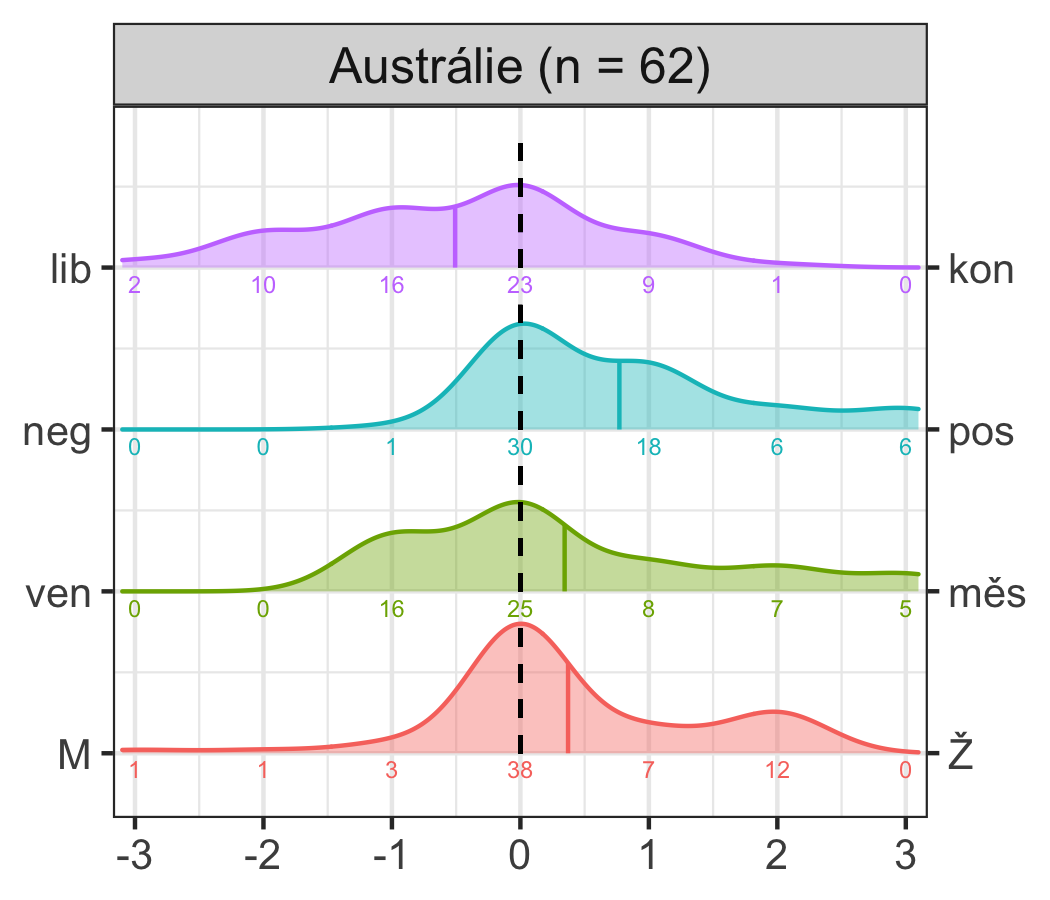 Austrálie (n = 62)
lib kon
2 10 16 23 9 1 0
neg pos
0 0 1 30 18 6 6
ven měs
0 0 16 25 8 7 5
M Ž
1 1 3 38 7 12 0
-3 -2 -1 0 1 2 3